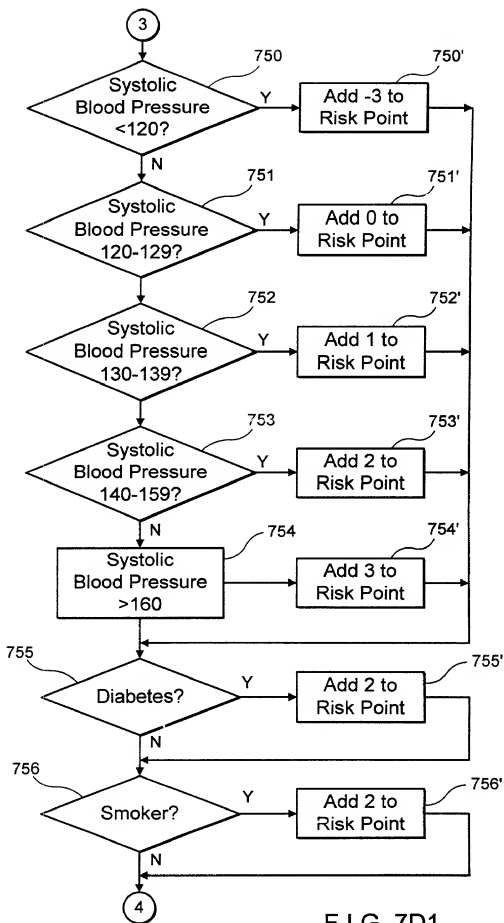 3
750
750'
Systolic
Blood Pressure
<120?
Y
Add -3 to
Risk Point
N
751
751'
Systolic
Blood Pressure
120-129?
Y
Add 0 to
Risk Point
752
752'
Systolic
Blood Pressure
130-139?
Y
Add 1 to
Risk Point
753
753'
Systolic
Blood Pressure
140-159?
Y
Add 2 to
Risk Point
N
754
754'
Systolic
Blood Pressure
>160
Add 3 to
Risk Point
755
755'
Diabetes?
Y
Add 2 to
Risk Point
N
756
756'
Smoker?
Y
Add 2 to
Risk Point
N
4
FIG. 7D1